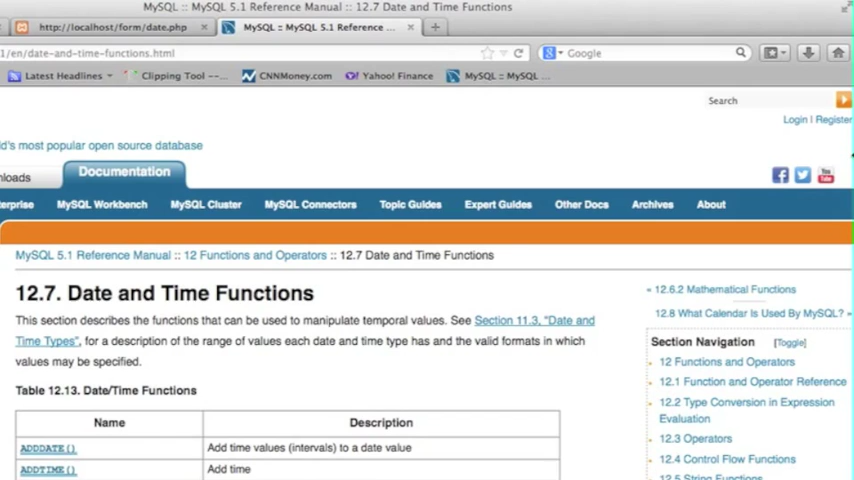 MySQL :: MySQL 5.1 Reference Manual :: 12.7 Date and Time Functions
http://localhost/form/date.php MySQL :: MySQL 5.1 Reference ...
1/en/date-and-time-functions.html Google
Latest Headlines Clipping Tool --... CNNMoney.com Yahoo! Finance MySQL :: MySQL ...
Search
Login | Register
ld's most popular open source database
nloads Documentation
erprise MySQL Workbench MySQL Cluster MySQL Connectors Topic Guides Expert Guides Other Docs Archives About
MySQL 5.1 Reference Manual :: 12 Functions and Operators :: 12.7 Date and Time Functions
12.7. Date and Time Functions
This section describes the functions that can be used to manipulate temporal values. See Section 11.3, "Date and
Time Types", for a description of the range of values each date and time type has and the valid formats in which
values may be specified.
Table 12.13. Date/Time Functions
Name Description
ADDDATE() Add time values (intervals) to a date value
ADDTIME() Add time
« 12.6.2 Mathematical Functions
12.8 What Calendar Is Used By MySQL? »
Section Navigation [Toggle]
12 Functions and Operators
12.1 Function and Operator Reference
12.2 Type Conversion in Expression
Evaluation
12.3 Operators
12.4 Control Flow Functions
12.5 String Functions